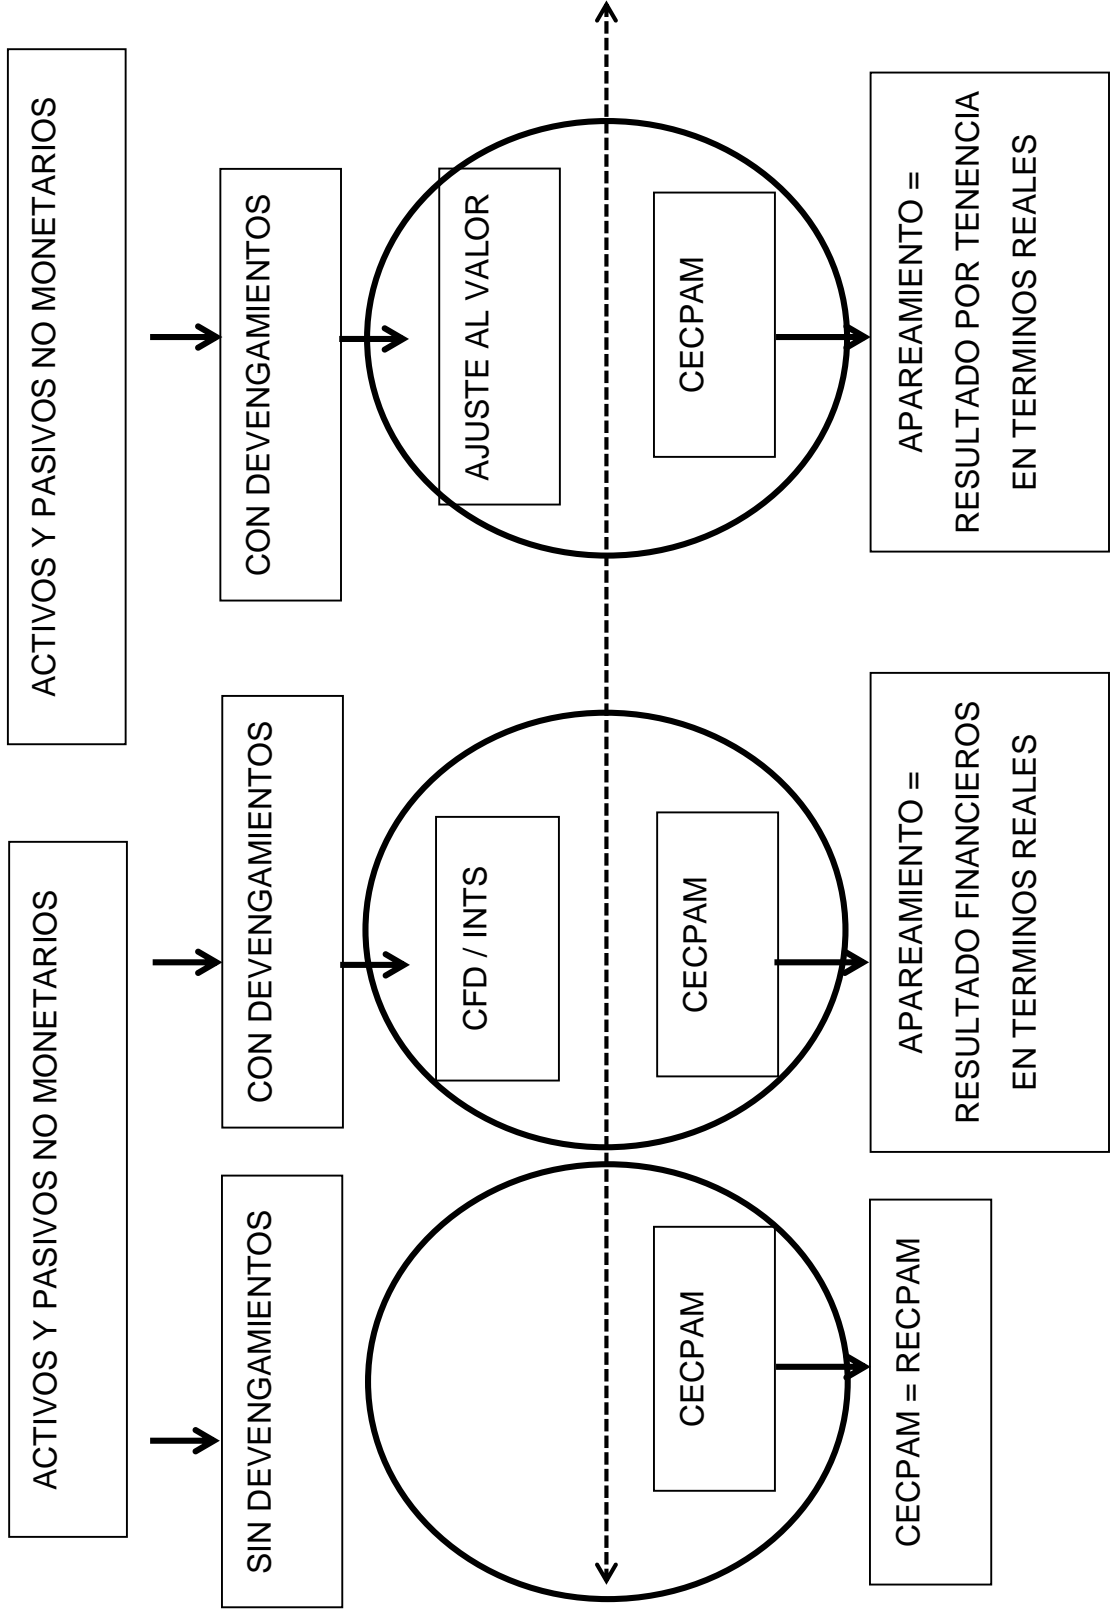 ACTIVOS Y PASIVOS NO MONETARIOS
ACTIVOS Y PASIVOS NO MONETARIOS
SIN DEVENGAMIENTOS
CON DEVENGAMIENTOS
CON DEVENGAMIENTOS
CFD / INTS
AJUSTE AL VALOR
CECPAM
CECPAM
CECPAM
CECPAM = RECPAM
APAREAMIENTO =
RESULTADO FINANCIEROS
EN TERMINOS REALES
APAREAMIENTO =
RESULTADO POR TENENCIA
EN TERMINOS REALES